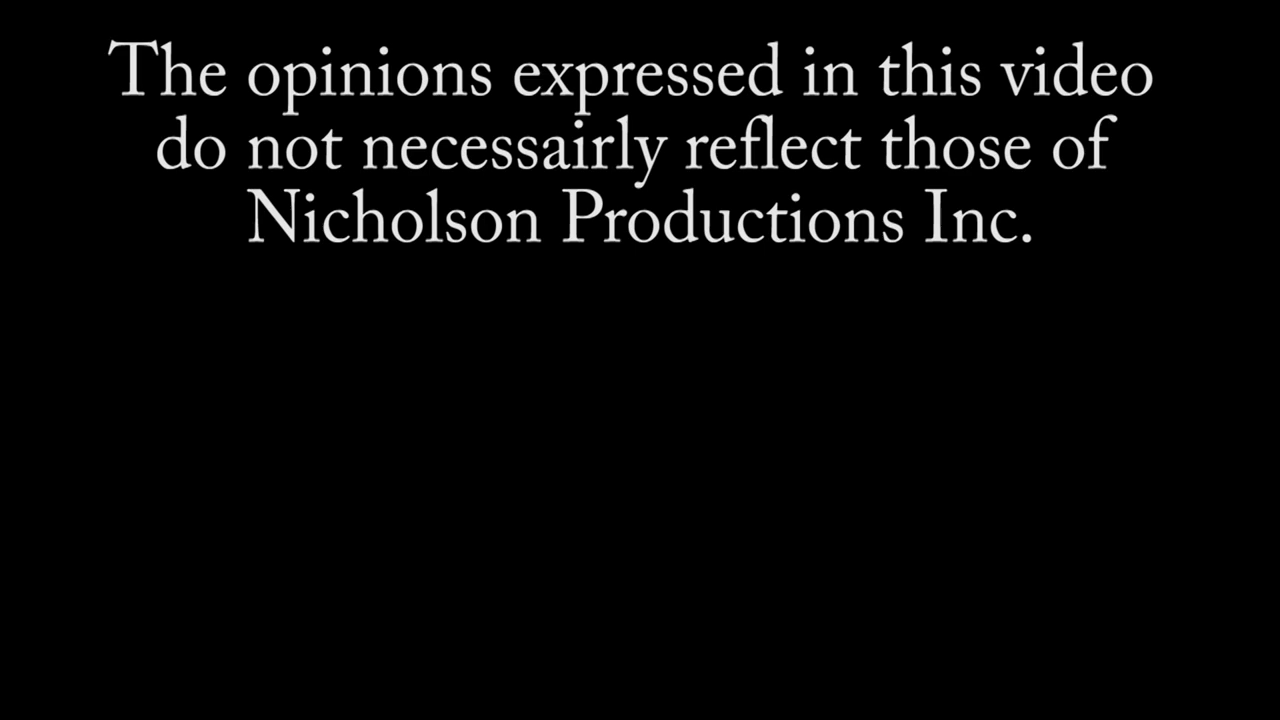 The opinions expressed in this video
do not necessairly reflect those of
Nicholson Productions Inc.